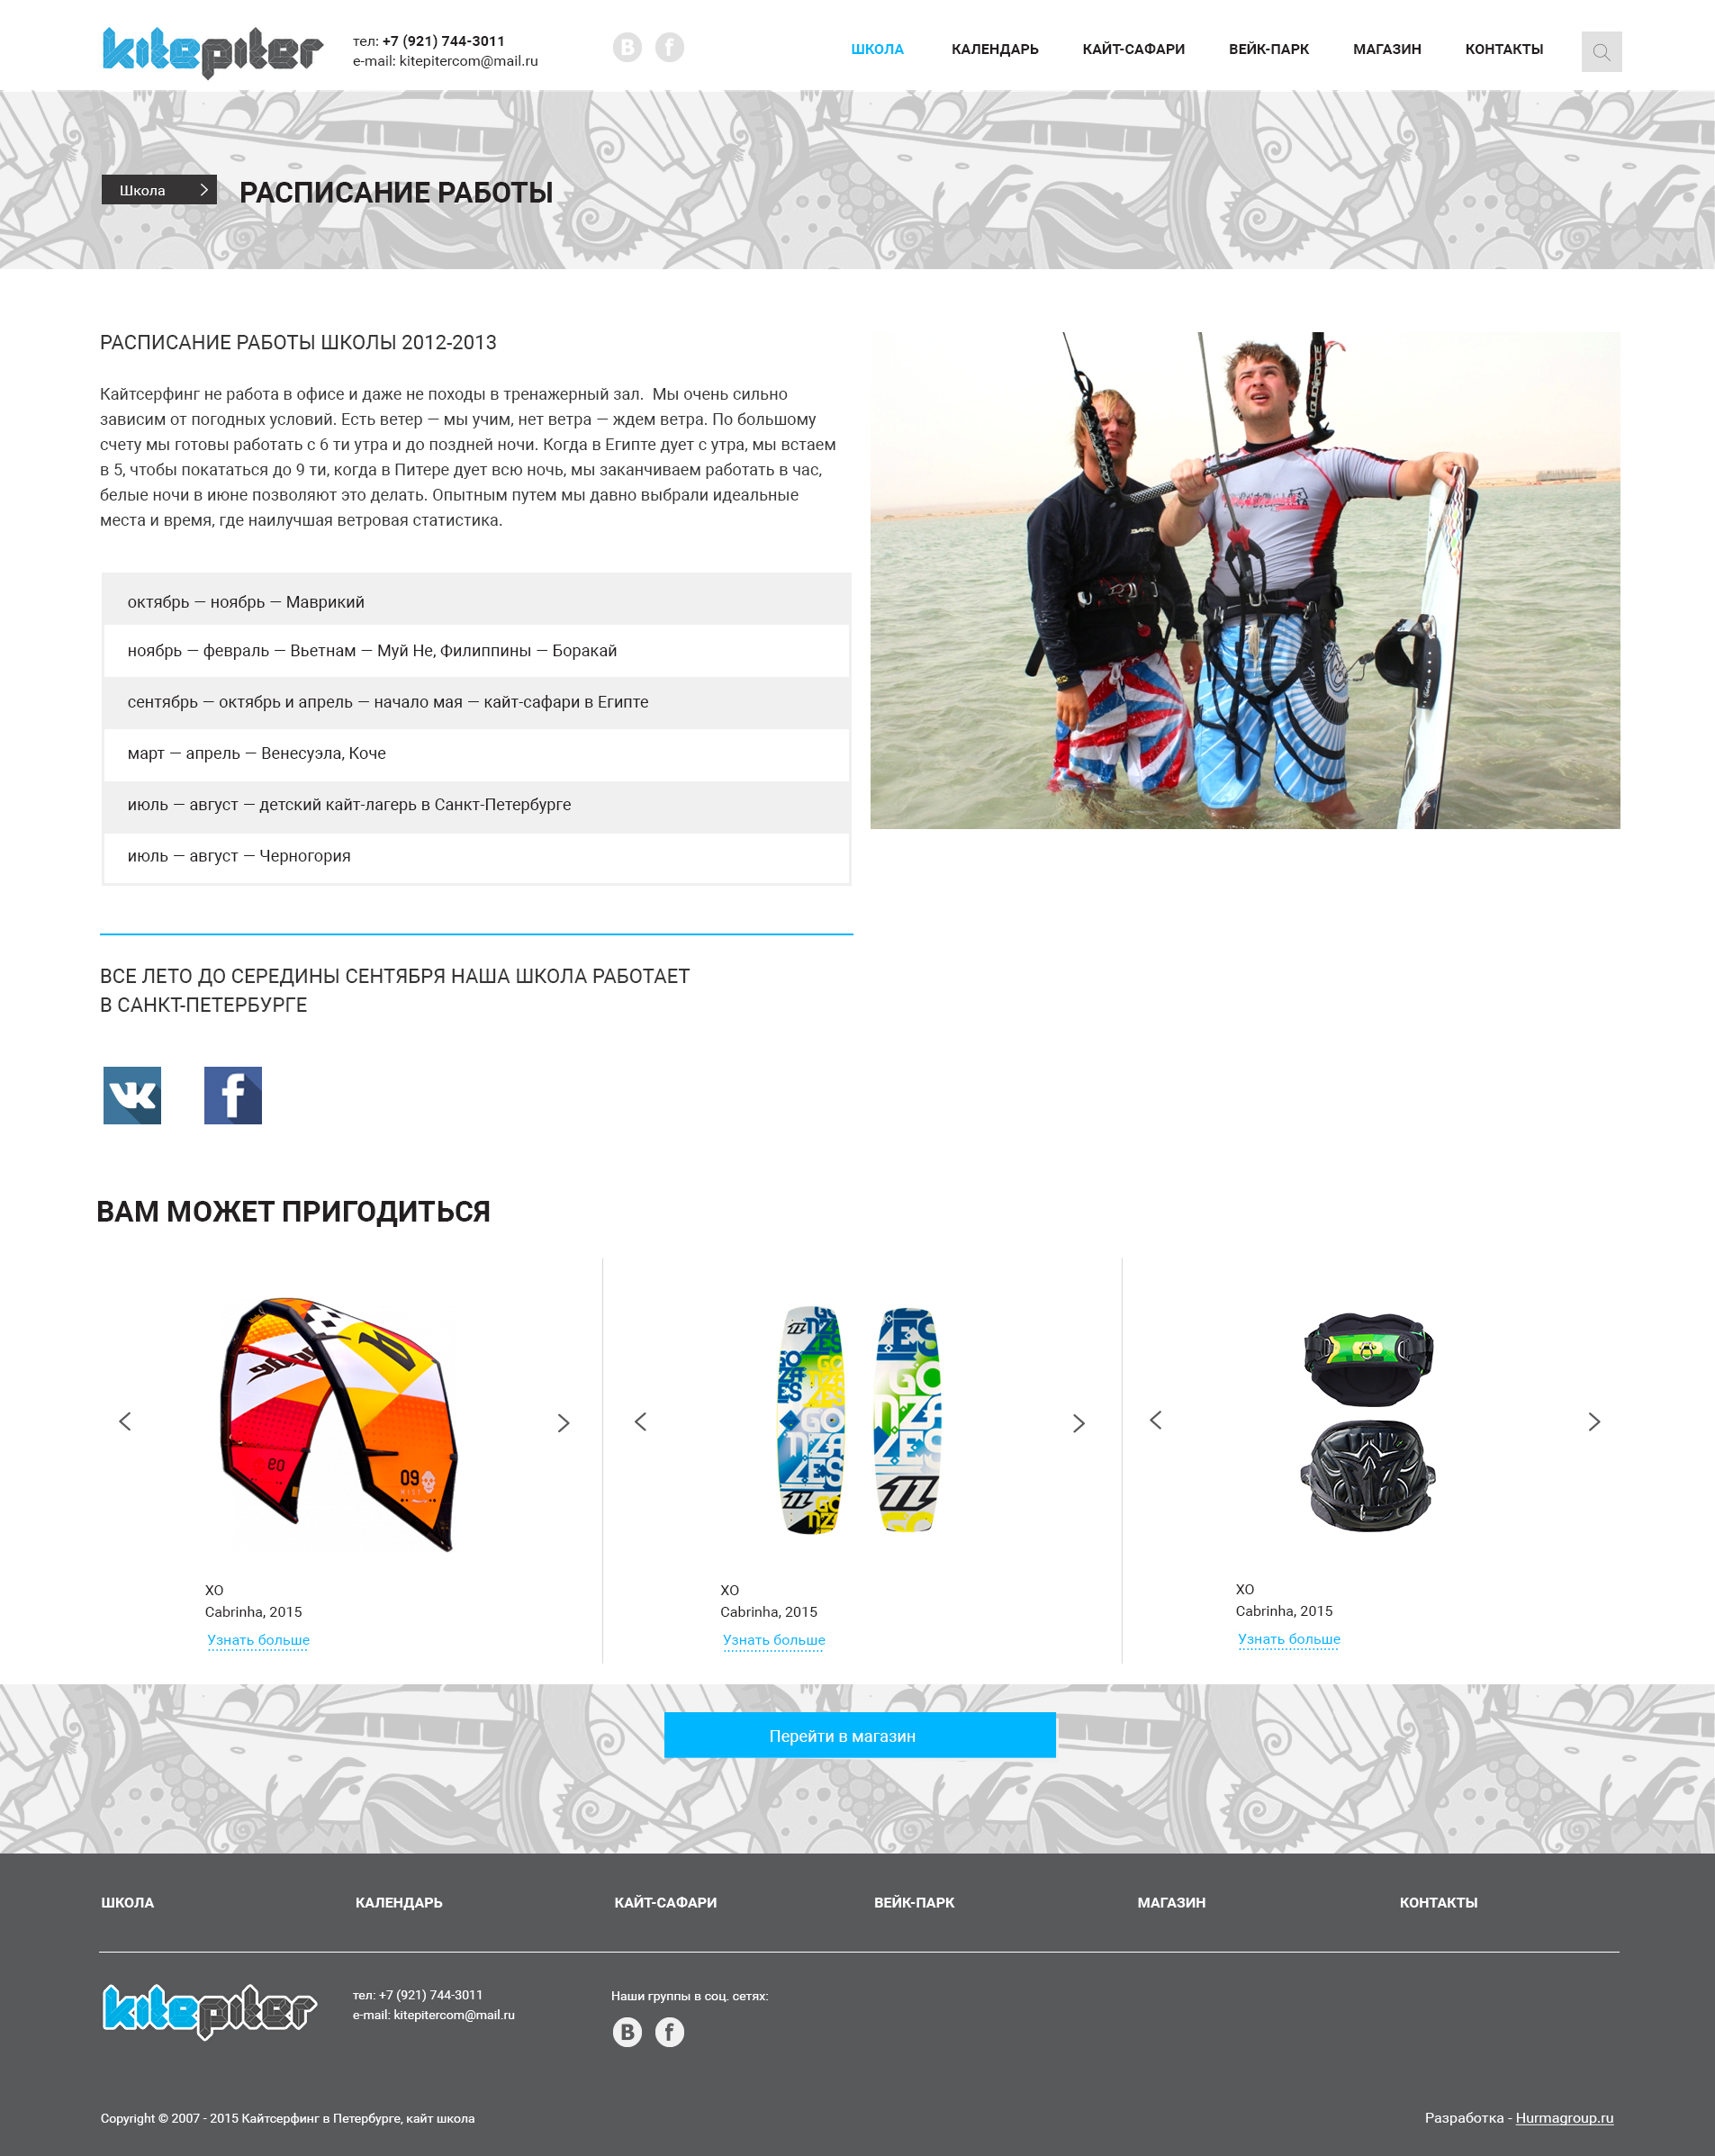 kitepiter
тел: +7 (921) 744-3011
e-mail: kitepitercom@mail.ru
B f
ШКОЛА КАЛЕНДАРЬ КАЙТ-САФАРИ ВЕЙК-ПАРК МАГАЗИН КОНТАКТЫ
Школа
РАСПИСАНИЕ РАБОТЫ
РАСПИСАНИЕ РАБОТЫ ШКОЛЫ 2012-2013
Кайтсерфинг не работа в офисе и даже не походы в тренажерный зал.  Мы очень сильно
зависим от погодных условий. Есть ветер — мы учим, нет ветра — ждем ветра. По большому
счету мы готовы работать с 6 ти утра и до поздней ночи. Когда в Египте дует с утра, мы встаем
в 5, чтобы покататься до 9 ти, когда в Питере дует всю ночь, мы заканчиваем работать в час,
белые ночи в июне позволяют это делать. Опытным путем мы давно выбрали идеальные
места и время, где наилучшая ветровая статистика.
октябрь — ноябрь — Маврикий
ноябрь — февраль — Вьетнам — Муй Не, Филиппины — Боракай
сентябрь — октябрь и апрель — начало мая — кайт-сафари в Египте
март — апрель — Венесуэла, Коче
июль — август — детский кайт-лагерь в Санкт-Петербурге
июль — август — Черногория
ВСЕ ЛЕТО ДО СЕРЕДИНЫ СЕНТЯБРЯ НАША ШКОЛА РАБОТАЕТ
В САНКТ-ПЕТЕРБУРГЕ
ВАМ МОЖЕТ ПРИГОДИТЬСЯ
09
GONZALES
XO
Cabrinha, 2015
Узнать больше
XO
Cabrinha, 2015
Узнать больше
XO
Cabrinha, 2015
Узнать больше
Перейти в магазин
ШКОЛА КАЛЕНДАРЬ КАЙТ-САФАРИ ВЕЙК-ПАРК МАГАЗИН КОНТАКТЫ
kitepiter
тел: +7 (921) 744-3011
e-mail: kitepitercom@mail.ru
Наши группы в соц. сетях:
B f
Copyright © 2007 - 2015 Кайтсерфинг в Петербурге, кайт школа
Разработка - Hurmagroup.ru